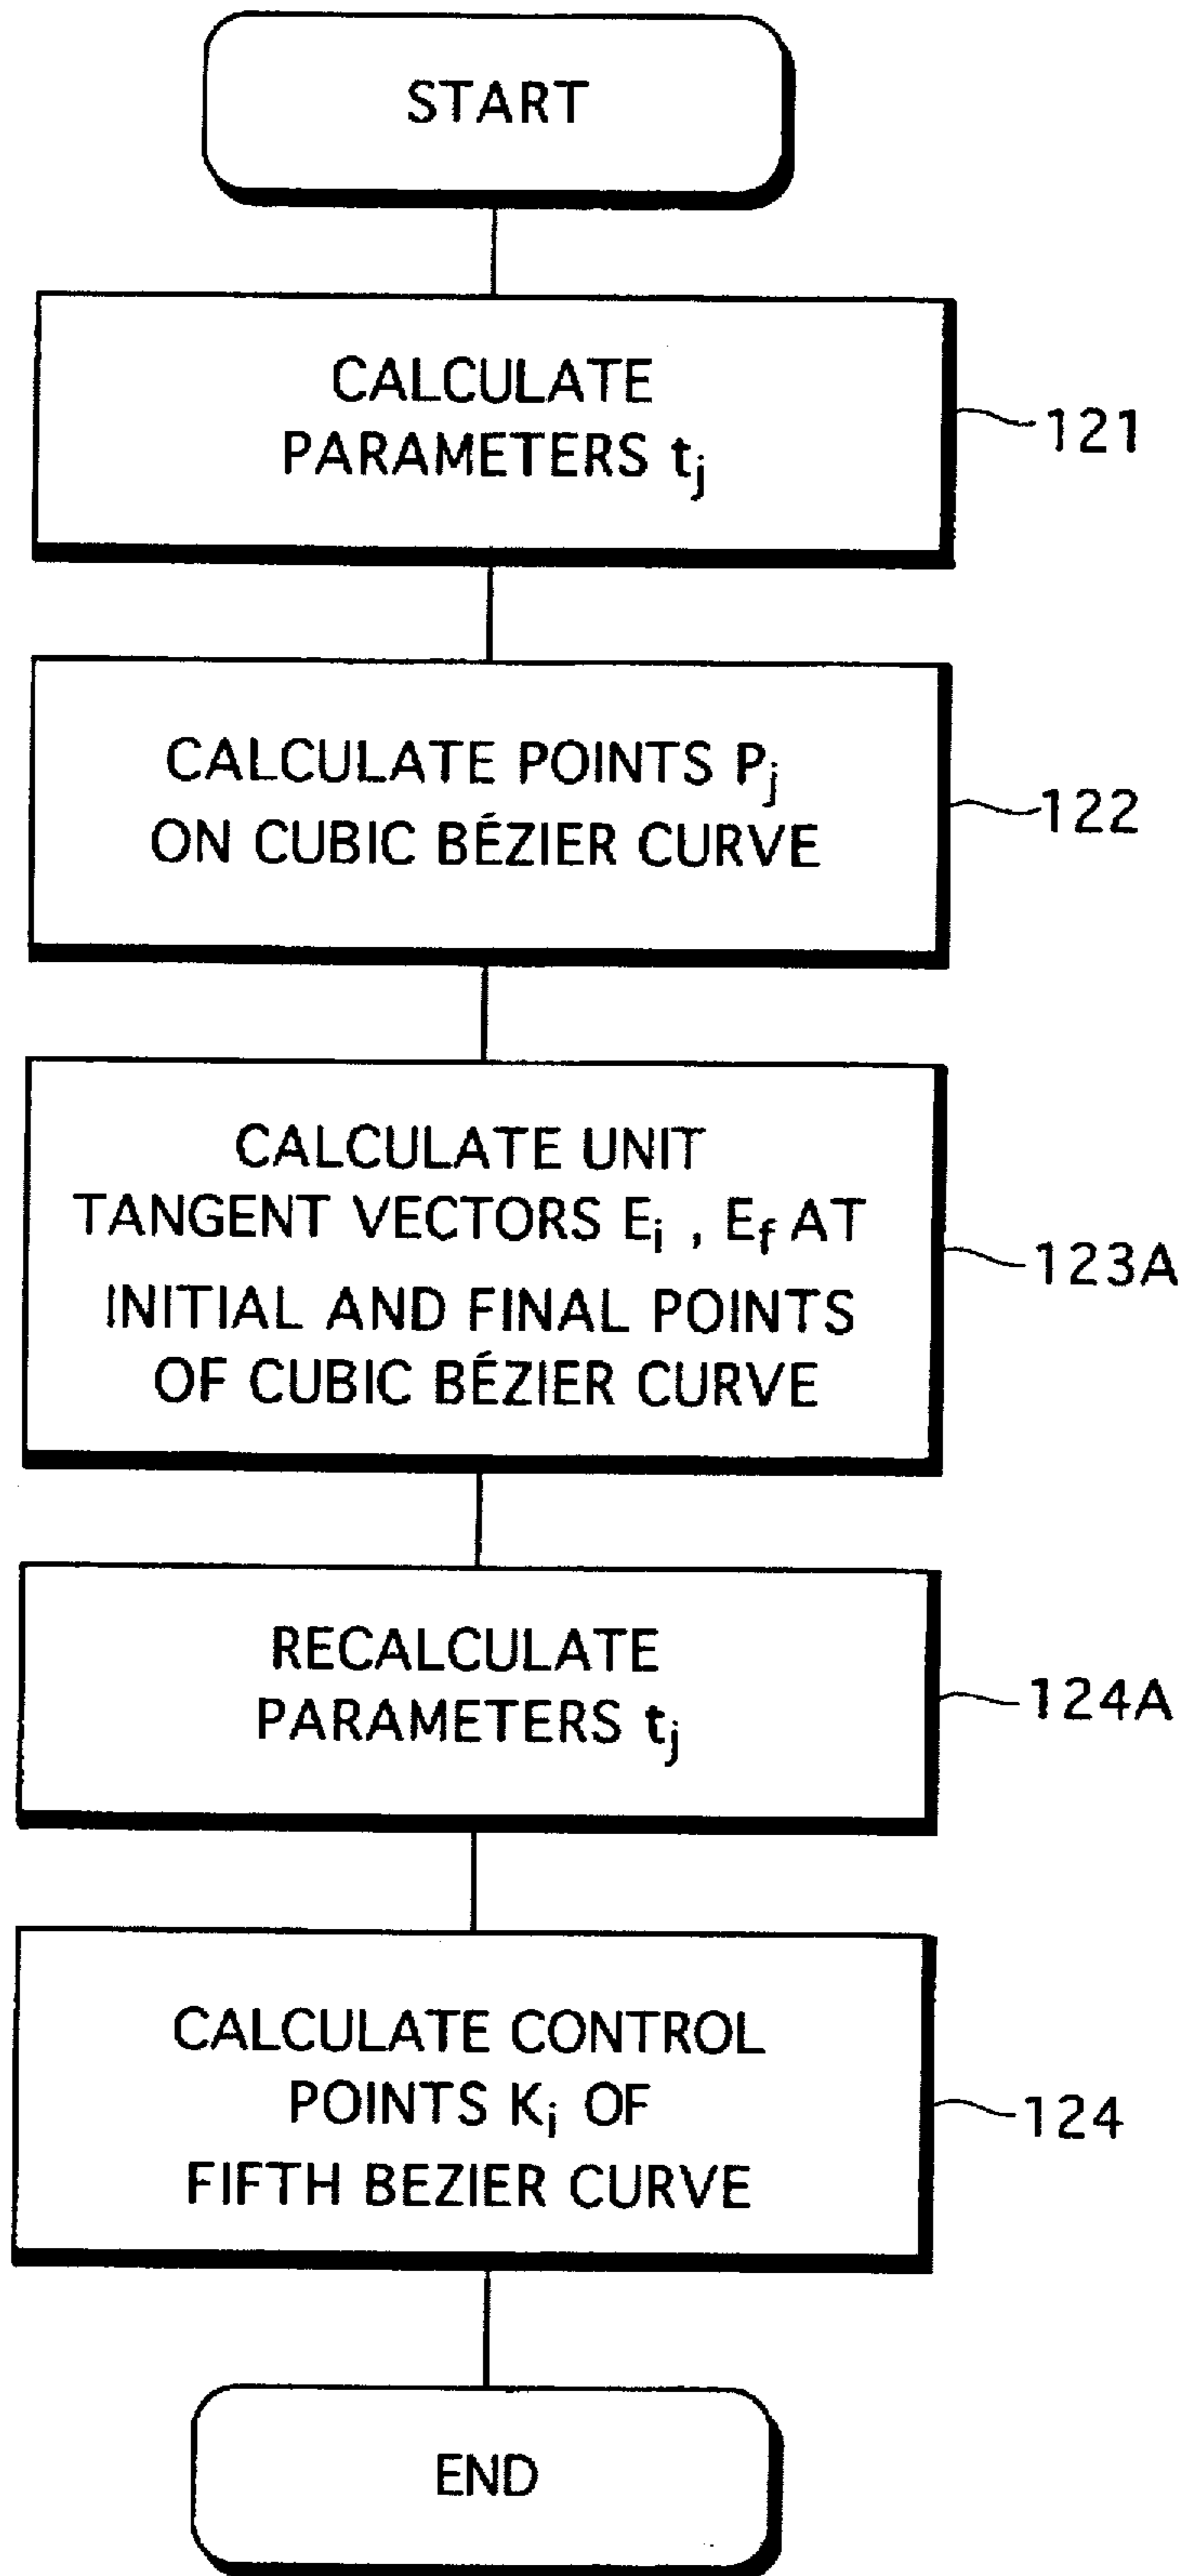 START
CALCULATE
PARAMETERS tj
121
CALCULATE POINTS Pj
ON CUBIC BÉZIER CURVE
122
CALCULATE UNIT
TANGENT VECTORS Ei , Ef AT
INITIAL AND FINAL POINTS
OF CUBIC BÉZIER CURVE
123A
RECALCULATE
PARAMETERS tj
124A
CALCULATE CONTROL
POINTS Ki OF
FIFTH BEZIER CURVE
124
END